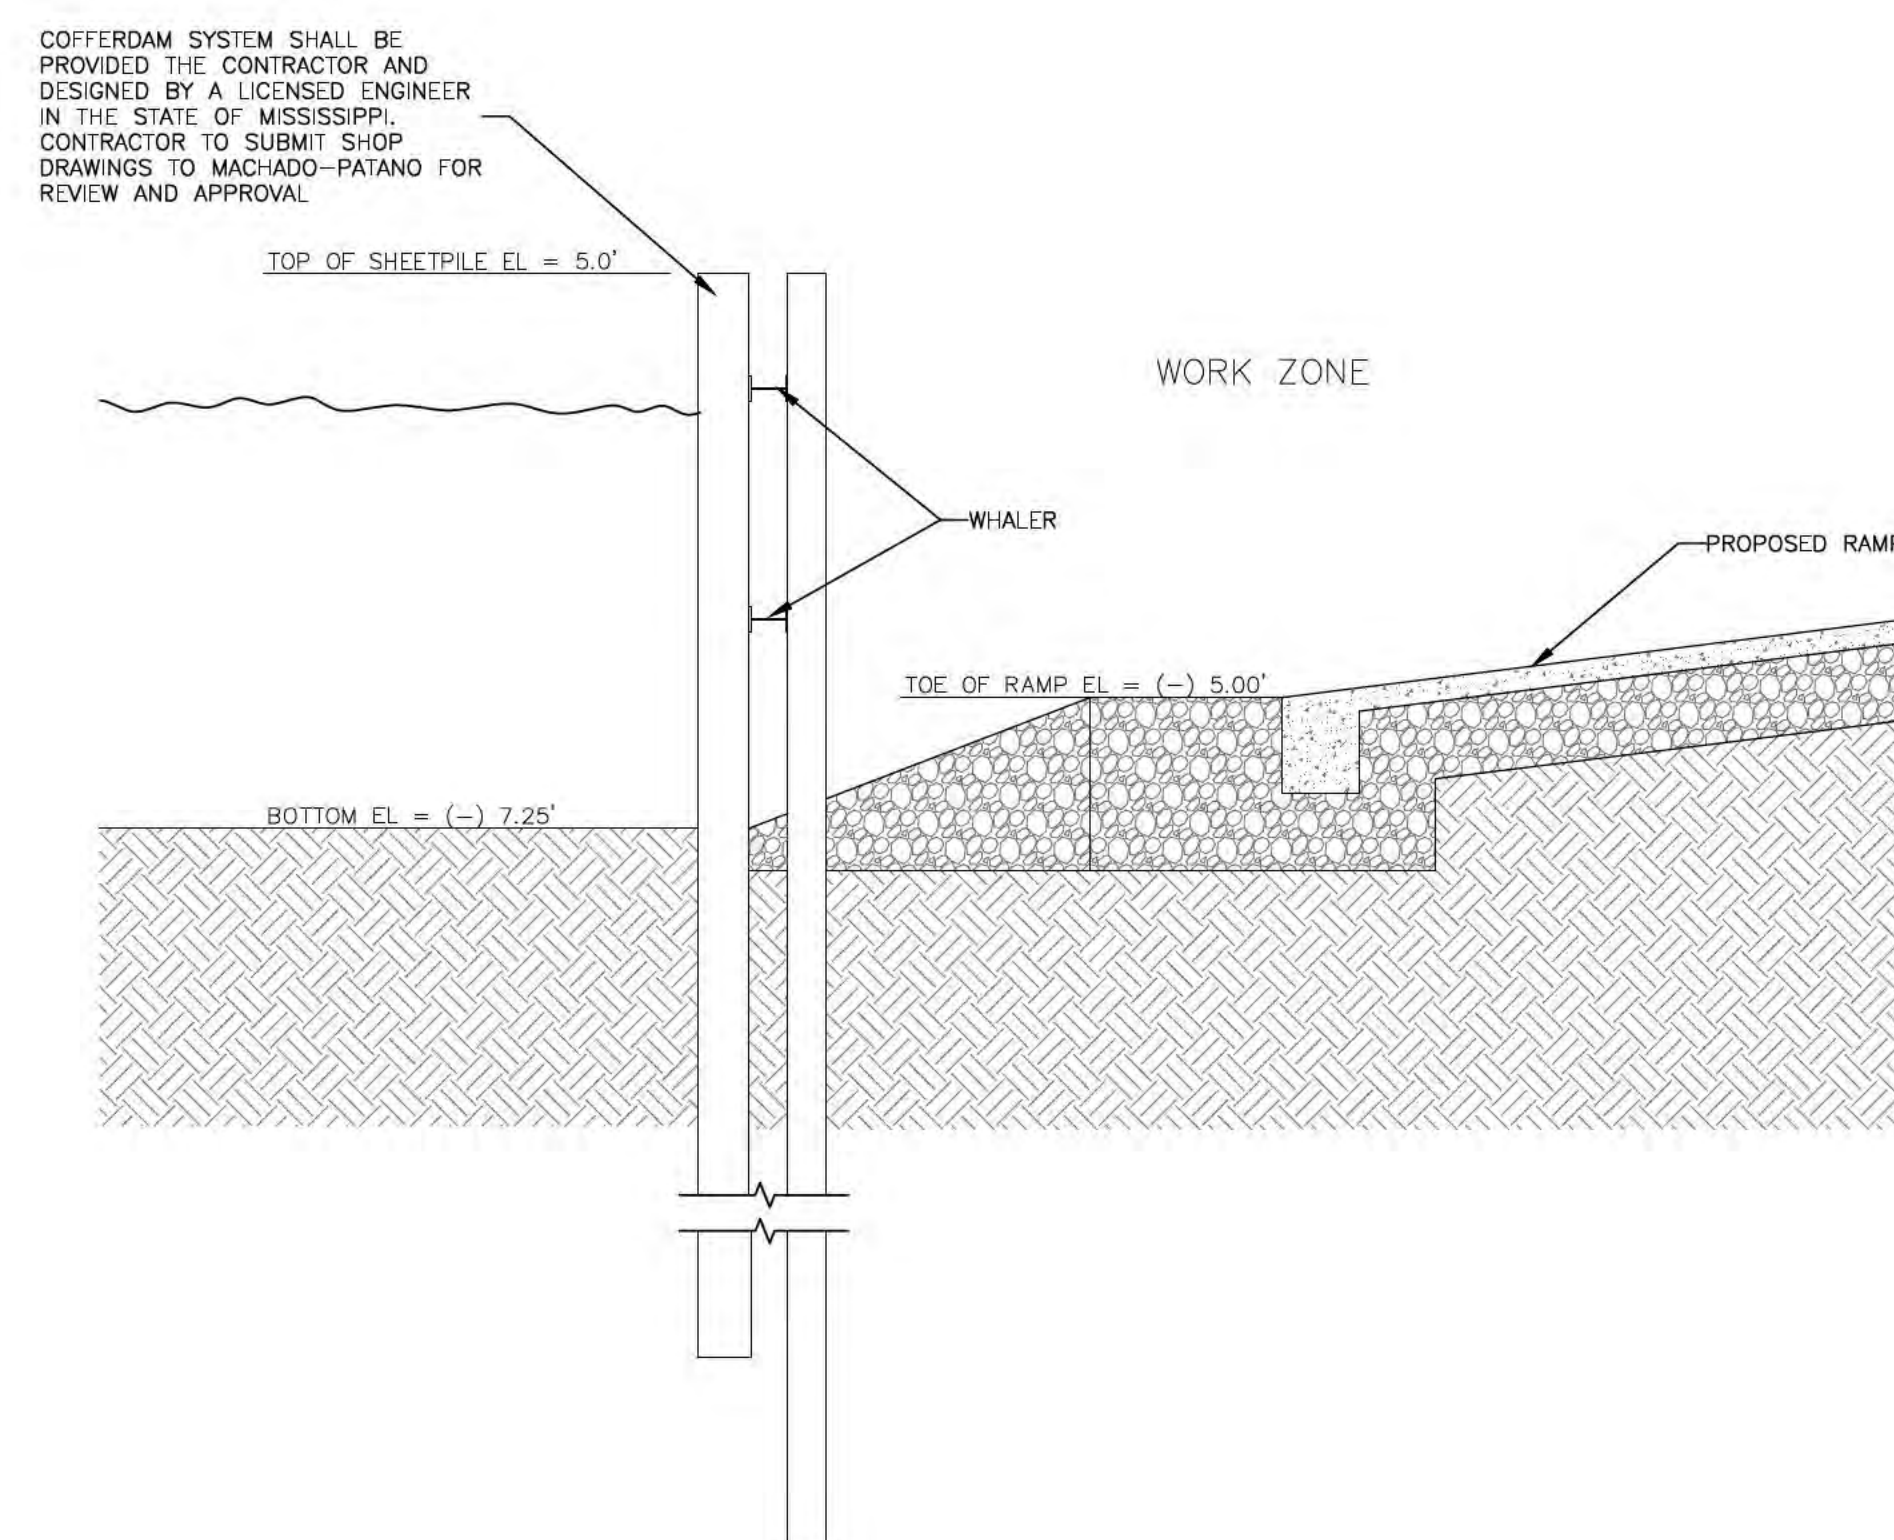 COFFERDAM SYSTEM SHALL BE
PROVIDED THE CONTRACTOR AND
DESIGNED BY A LICENSED ENGINEER
IN THE STATE OF MISSISSIPPI.
CONTRACTOR TO SUBMIT SHOP
DRAWINGS TO MACHADO-PATANO FOR
REVIEW AND APPROVAL
TOP OF SHEETPILE EL = 5.0'
WORK ZONE
WHALER
PROPOSED RAMP
TOE OF RAMP EL = (-) 5.00'
BOTTOM EL = (-) 7.25'